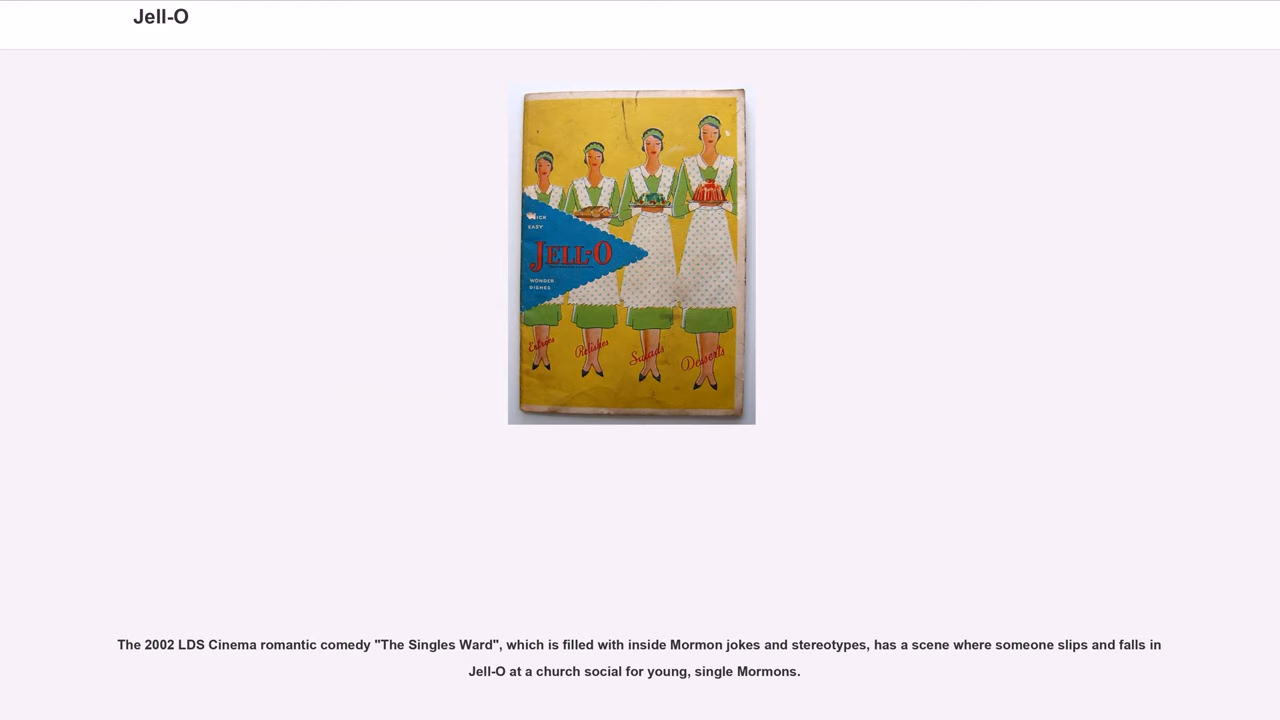 Jell-O
EASY
JELL-O
WONDER
DISHES
Entrées
Relishes
Salads
Desserts
The 2002 LDS Cinema romantic comedy "The Singles Ward", which is filled with inside Mormon jokes and stereotypes, has a scene where someone slips and falls in
Jell-O at a church social for young, single Mormons.